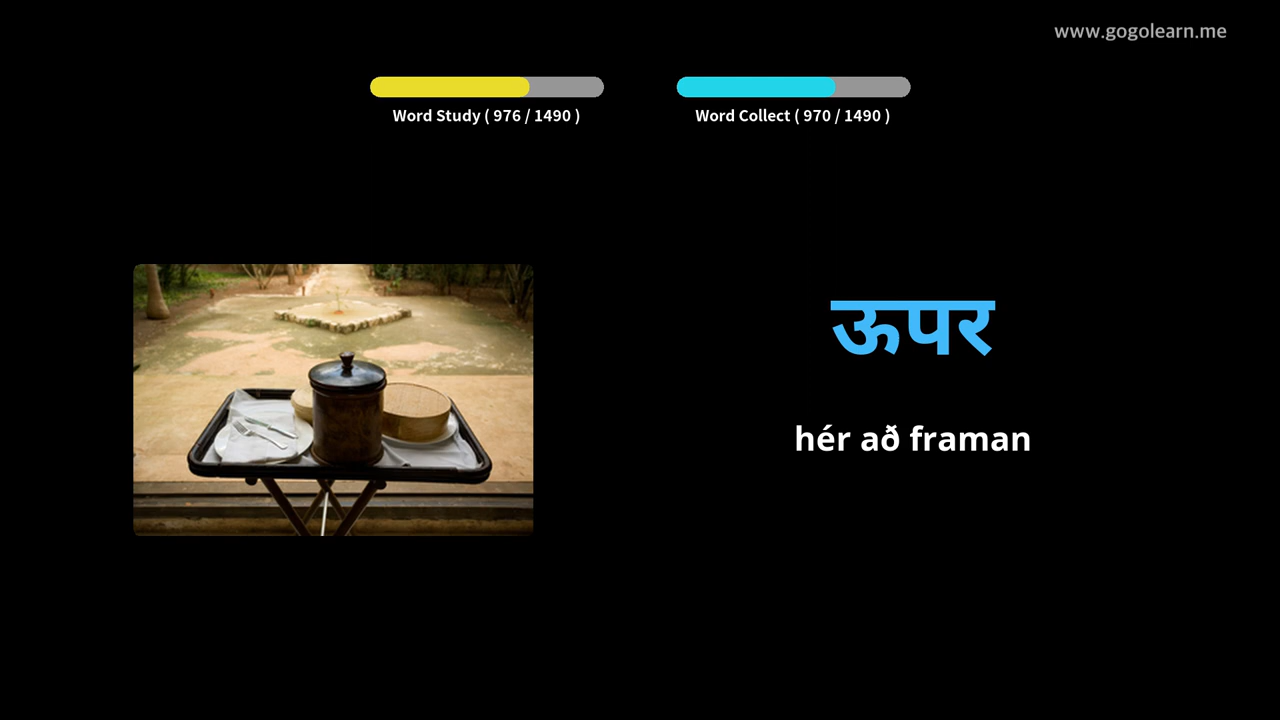 www.gogolearn.me
Word Study ( 976 / 1490 )
Word Collect ( 970 / 1490 )
ऊपर
hér að framan